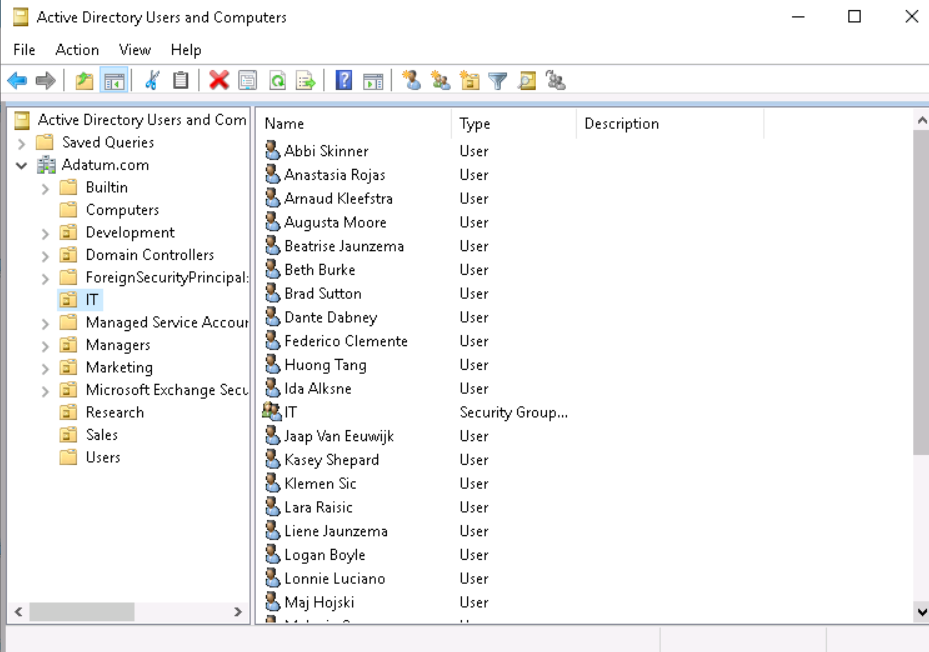 Active Directory Users and Computers
File Action View Help
Active Directory Users and Com
Saved Queries
Adatum.com
Builtin
Computers
Development
Domain Controllers
ForeignSecurityPrincipal
IT
Managed Service Accour
Managers
Marketing
Microsoft Exchange Secu
Research
Sales
Users
Name Type Description
Abbi Skinner User
Anastasia Rojas User
Arnaud Kleefstra User
Augusta Moore User
Beatrise Jaunzema User
Beth Burke User
Brad Sutton User
Dante Dabney User
Federico Clemente User
Huong Tang User
Ida Alksne User
IT Security Group...
Jaap Van Eeuwijk User
Kasey Shepard User
Klemen Sic User
Lara Raisic User
Liene Jaunzema User
Logan Boyle User
Lonnie Luciano User
Maj Hojski User